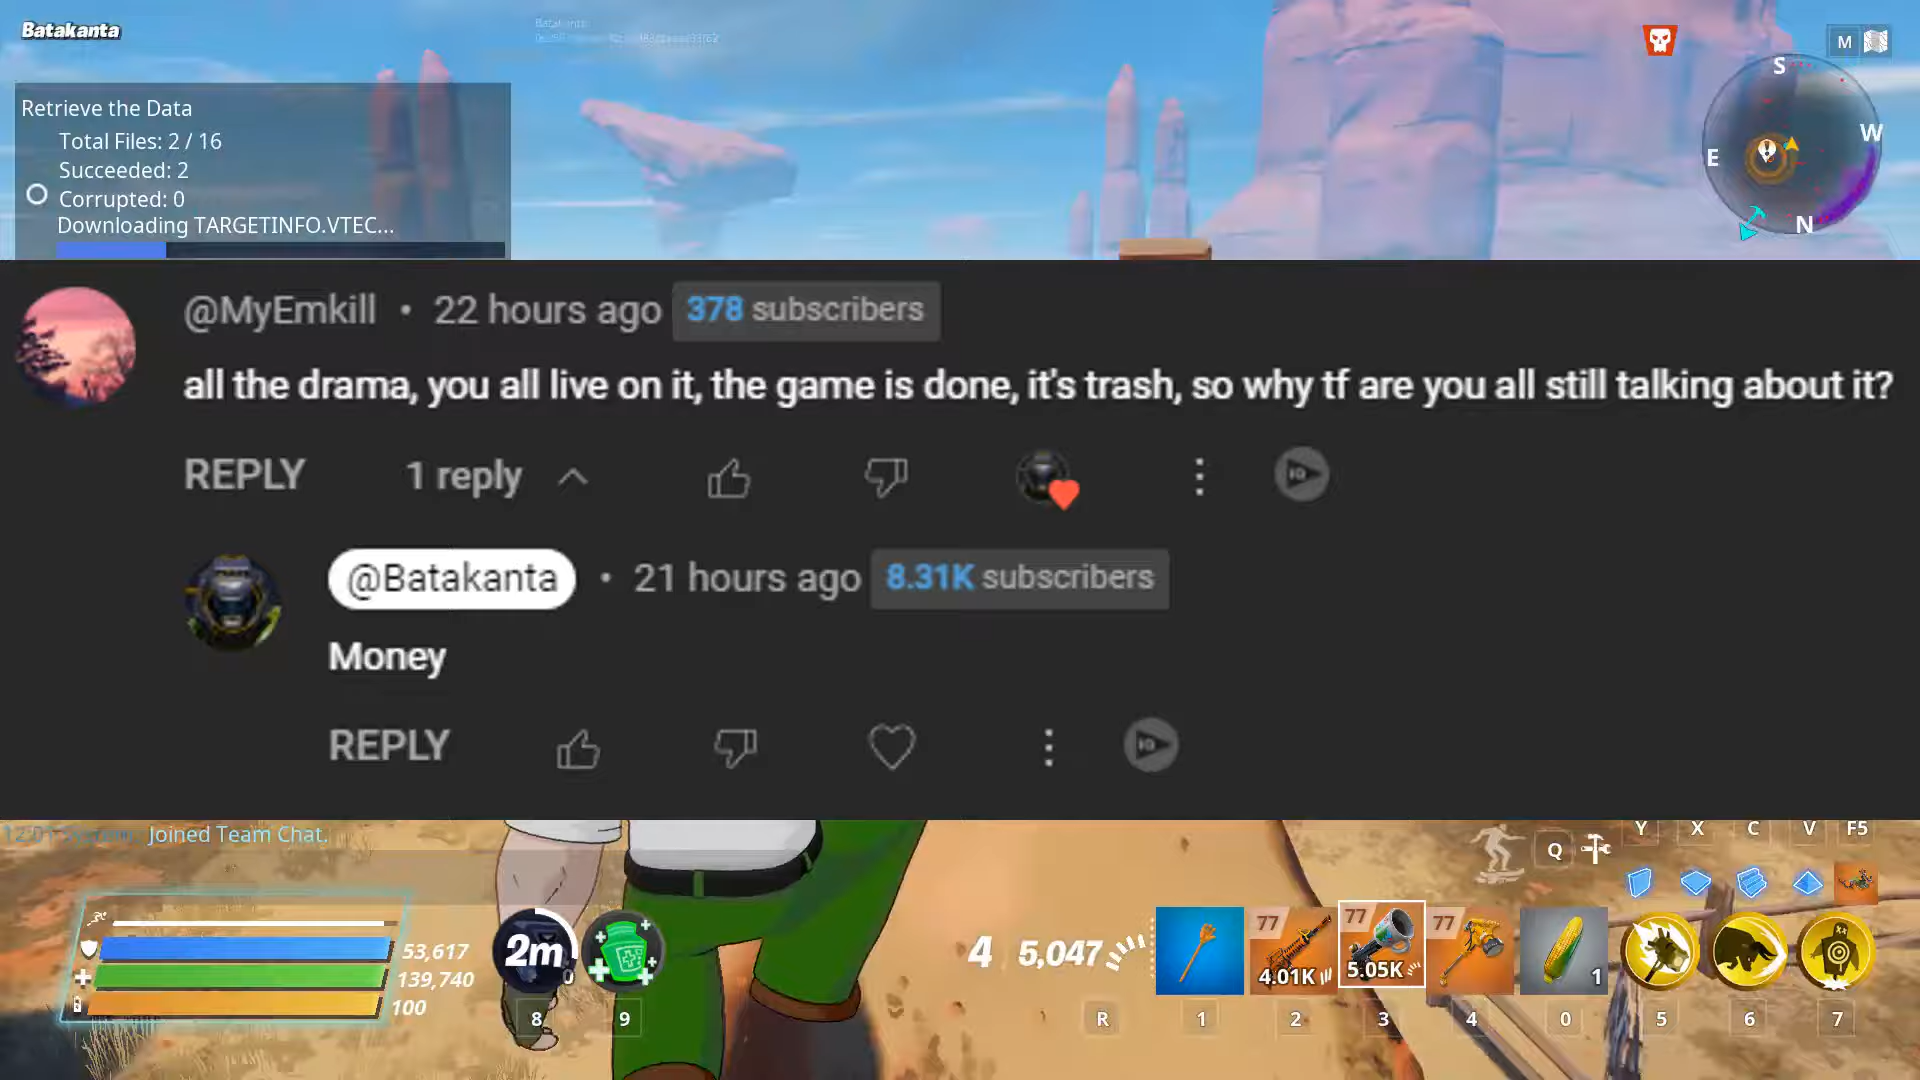 Batakanta
Batakanta
M
S
W
E
N
Retrieve the Data
Total Files: 2 / 16
Succeeded: 2
Corrupted: 0
Downloading TARGETINFO.VTEC...
@MyEmkill • 22 hours ago 378 subscribers
all the drama, you all live on it, the game is done, it's trash, so why tf are you all still talking about it?
REPLY 1 reply
@Batakanta • 21 hours ago 8.31K subscribers
Money
REPLY
Joined Team Chat.
Y X C V F5
Q
53,617
139,740
100
2m
0
8 9
4 5,047
77 77 77
4.01K 5.05K 1
R 1 2 3 4 0 5 6 7